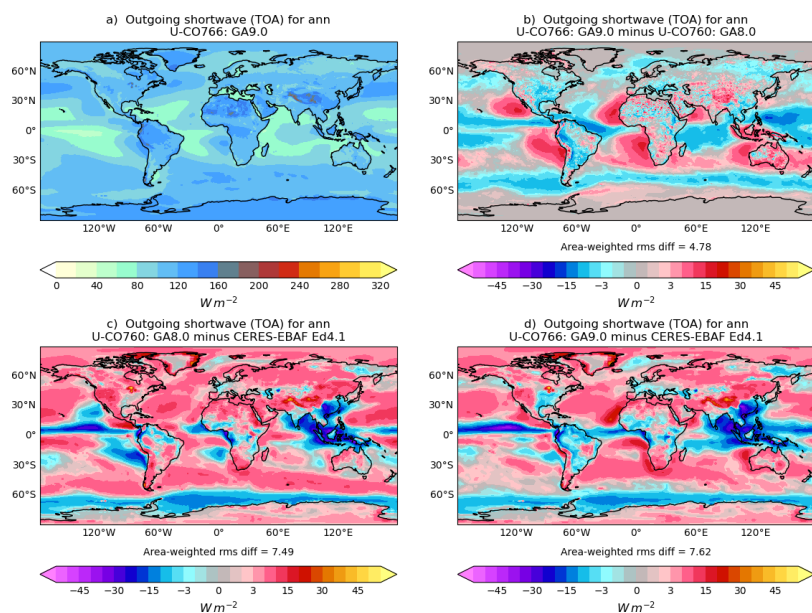 a) Outgoing shortwave (TOA) for ann
U-CO766: GA9.0
60°N
30°N
0°
30°S
60°S
120°W 60°W 0° 60°E 120°E
0 40 80 120 160 200 240 280 320
W m⁻²
b) Outgoing shortwave (TOA) for ann
U-CO766: GA9.0 minus U-CO760: GA8.0
60°N
30°N
0°
30°S
60°S
120°W 60°W 0° 60°E 120°E
Area-weighted rms diff = 4.78
−45 −30 −15 −3 3 15 30 45
W m⁻²
c) Outgoing shortwave (TOA) for ann
U-CO760: GA8.0 minus CERES-EBAF Ed4.1
60°N
30°N
0°
30°S
60°S
120°W 60°W 0° 60°E 120°E
Area-weighted rms diff = 7.49
−45 −30 −15 −3 3 15 30 45
W m⁻²
d) Outgoing shortwave (TOA) for ann
U-CO766: GA9.0 minus CERES-EBAF Ed4.1
60°N
30°N
0°
30°S
60°S
120°W 60°W 0° 60°E 120°E
Area-weighted rms diff = 7.62
−45 −30 −15 −3 3 15 30 45
W m⁻²